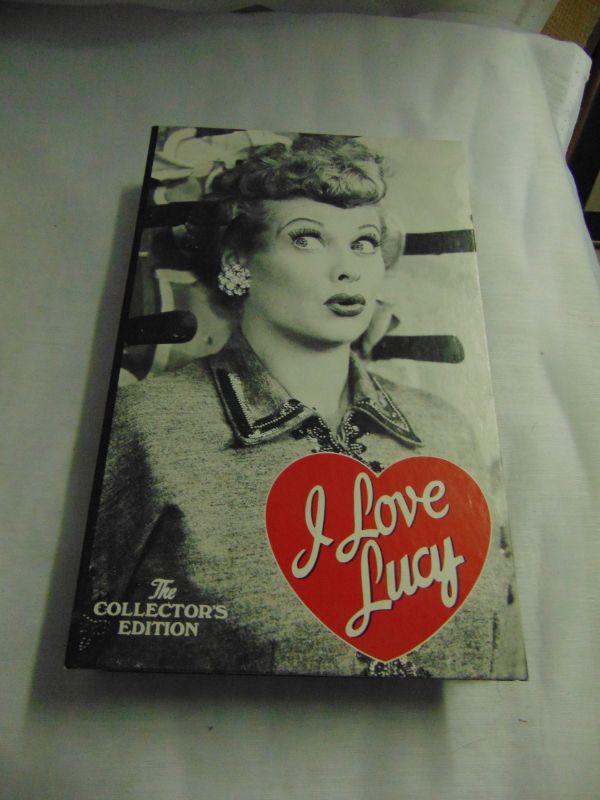 I Love
Lucy
The
COLLECTOR'S
EDITION